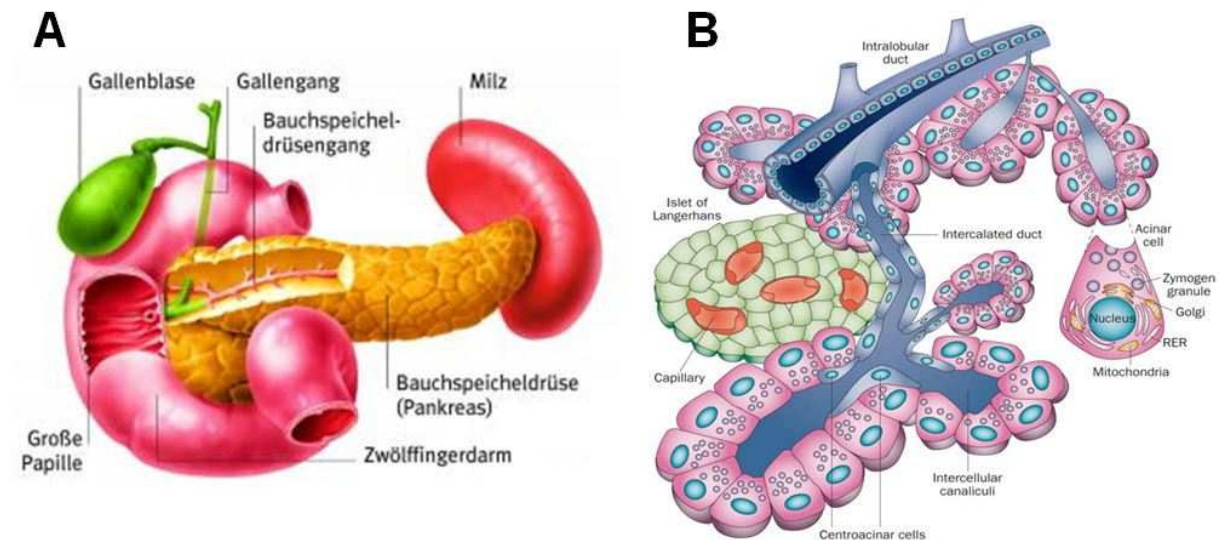 A
Gallenblase
Gallengang
Milz
Bauchspeichel-
drüsengang
Bauchspeicheldrüse
(Pankreas)
Große
Papille
Zwölffingerdarm
B
Intralobular
duct
Islet of
Langerhans
Intercalated duct
Acinar
cell
Zymogen
granule
Golgi
Nucleus
RER
Mitochondria
Capillary
Intercellular
canaliculi
Centroacinar cells